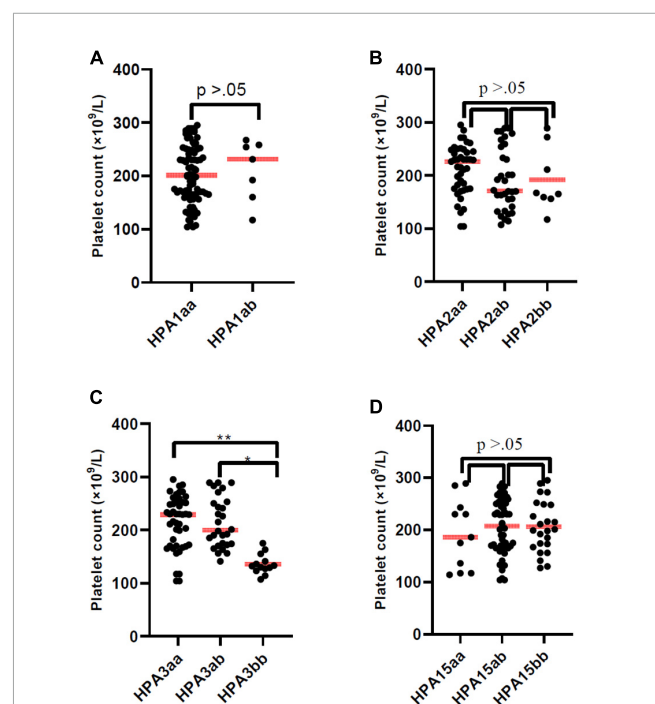 A
p >.05
Platelet count (×10⁹/L)
400
300
200
100
0
HPA1aa
HPA1ab
B
p >.05
Platelet count (×10⁹/L)
400
300
200
100
0
HPA2aa
HPA2ab
HPA2bb
C
**
*
Platelet count (×10⁹/L)
400
300
200
100
0
HPA3aa
HPA3ab
HPA3bb
D
p >.05
Platelet count (×10⁹/L)
400
300
200
100
0
HPA15aa
HPA15ab
HPA15bb